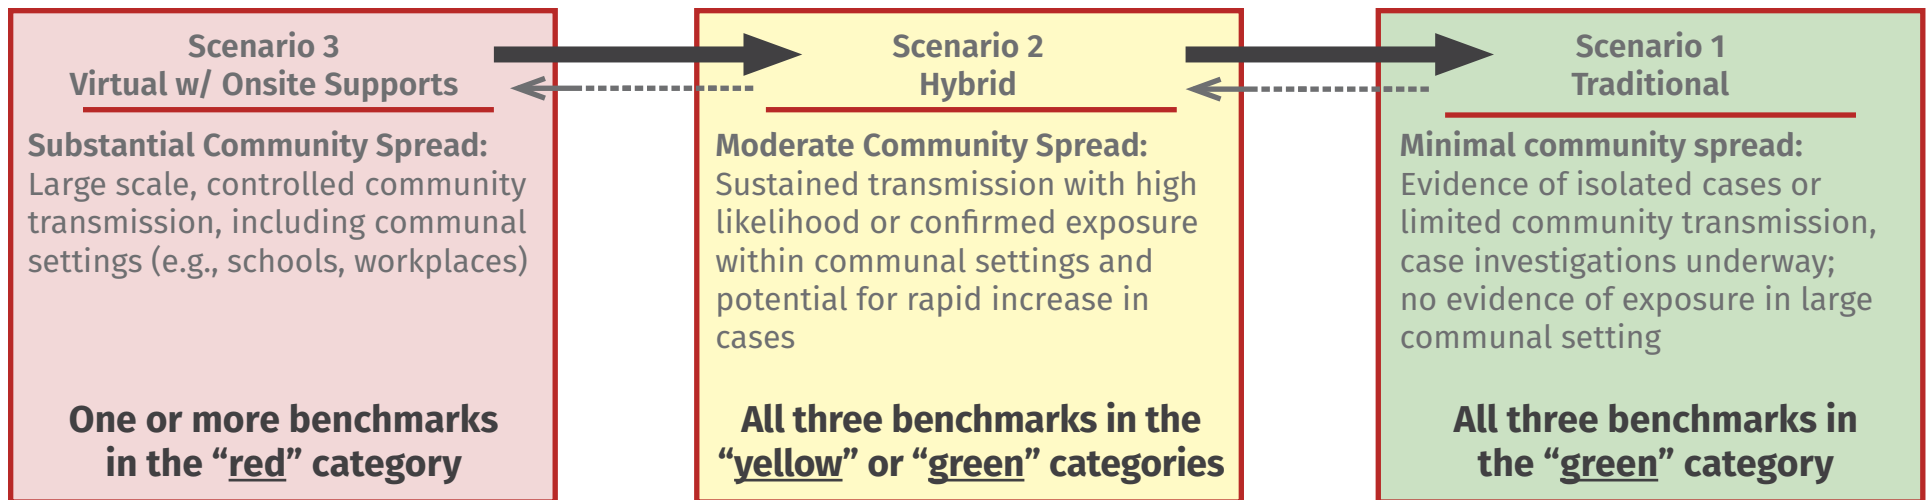 Scenario 3
Virtual w/ Onsite Supports
Substantial Community Spread:
Large scale, controlled community
transmission, including communal
settings (e.g., schools, workplaces)
One or more benchmarks
in the “red” category
Scenario 2
Hybrid
Moderate Community Spread:
Sustained transmission with high
likelihood or confirmed exposure
within communal settings and
potential for rapid increase in
cases
All three benchmarks in the
“yellow” or “green” categories
Scenario 1
Traditional
Minimal community spread:
Evidence of isolated cases or
limited community transmission,
case investigations underway;
no evidence of exposure in large
communal setting
All three benchmarks in
the “green” category